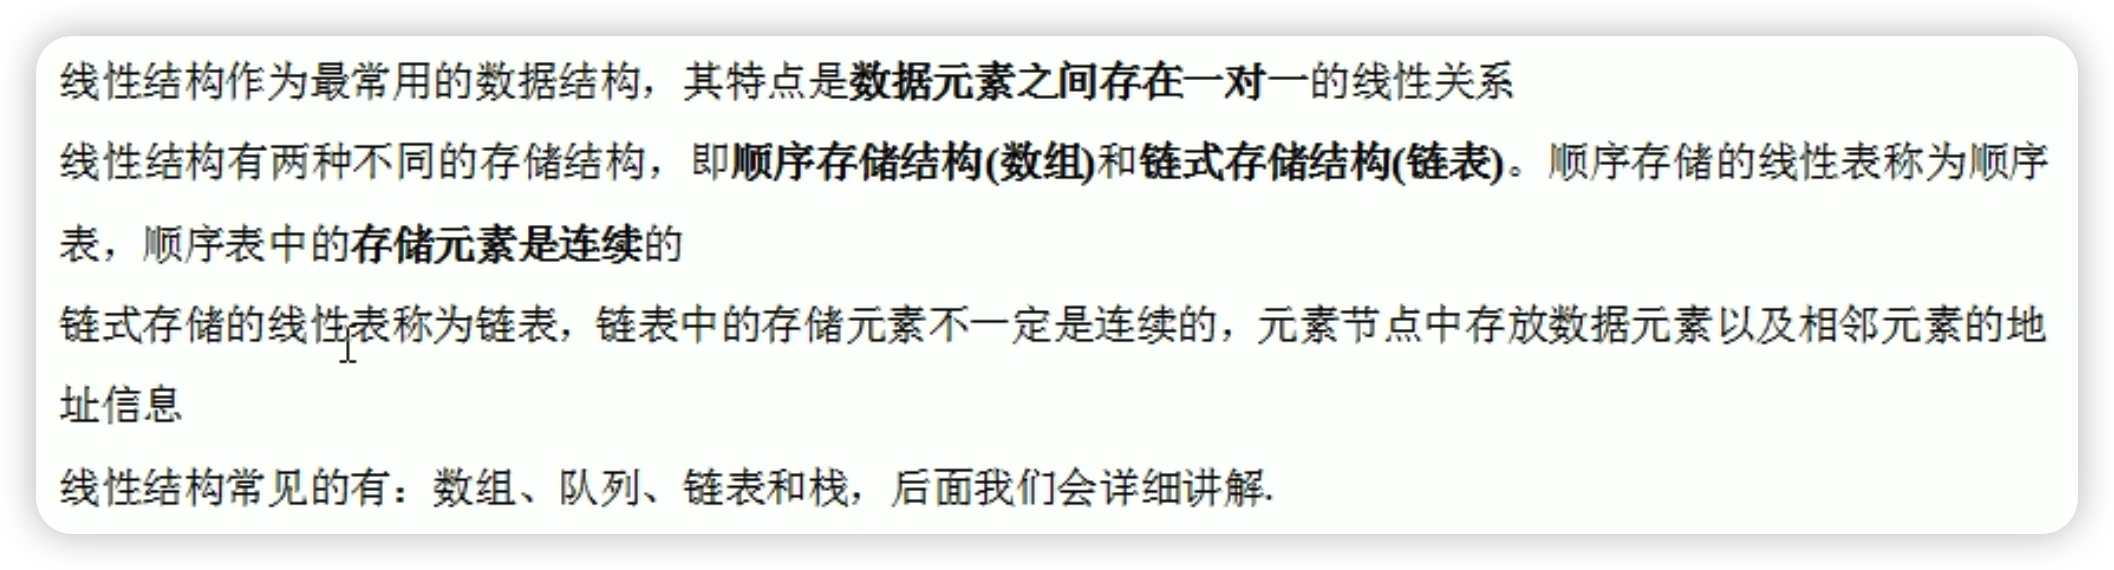 线性结构作为最常用的数据结构，其特点是数据元素之间存在一对一的线性关系
线性结构有两种不同的存储结构，即顺序存储结构(数组)和链式存储结构(链表)。顺序存储的线性表称为顺序
表，顺序表中的存储元素是连续的
链式存储的线性表称为链表，链表中的存储元素不一定是连续的，元素节点中存放数据元素以及相邻元素的地
址信息
线性结构常见的有：数组、队列、链表和栈，后面我们会详细讲解.